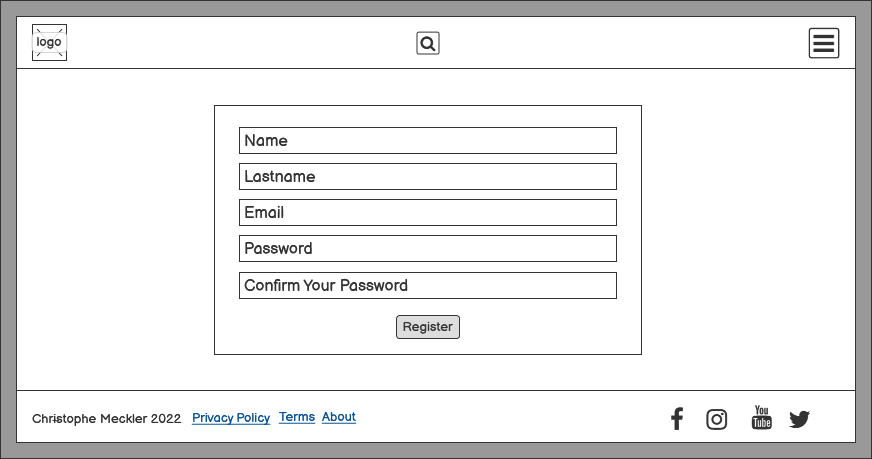 logo
Name
Lastname
Email
Password
Confirm Your Password
Register
Christophe Meckler 2022 Privacy Policy Terms About
You
Tube